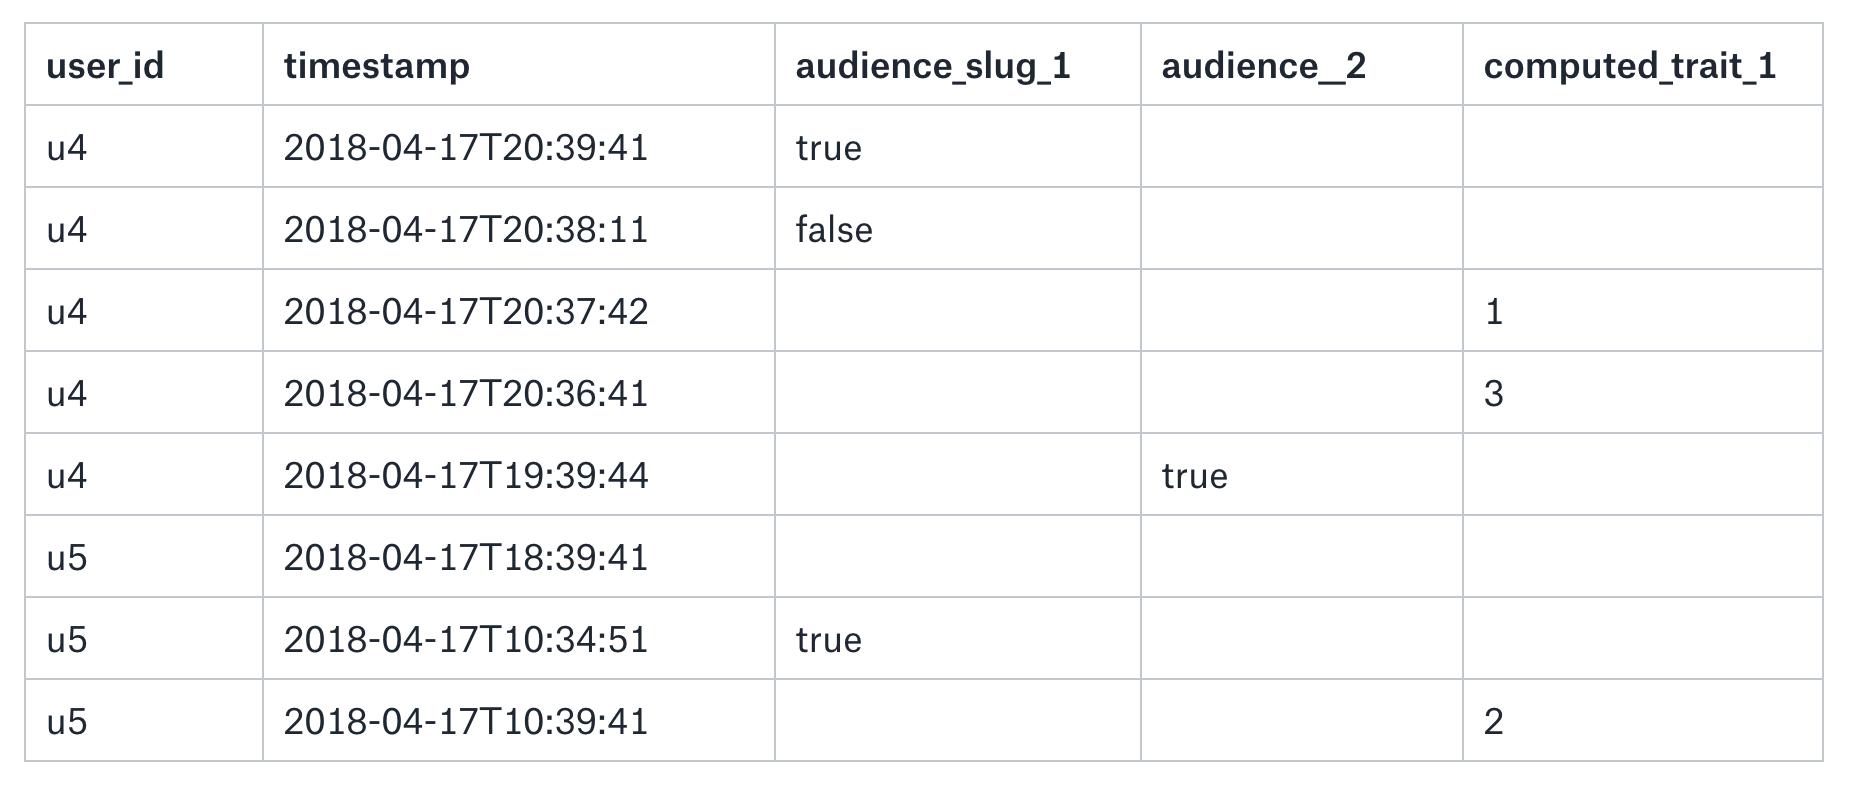 user_id timestamp audience_slug_1 audience__2 computed_trait_1
u4 2018-04-17T20:39:41 true
u4 2018-04-17T20:38:11 false
u4 2018-04-17T20:37:42 1
u4 2018-04-17T20:36:41 3
u4 2018-04-17T19:39:44 true
u5 2018-04-17T18:39:41
u5 2018-04-17T10:34:51 true
u5 2018-04-17T10:39:41 2